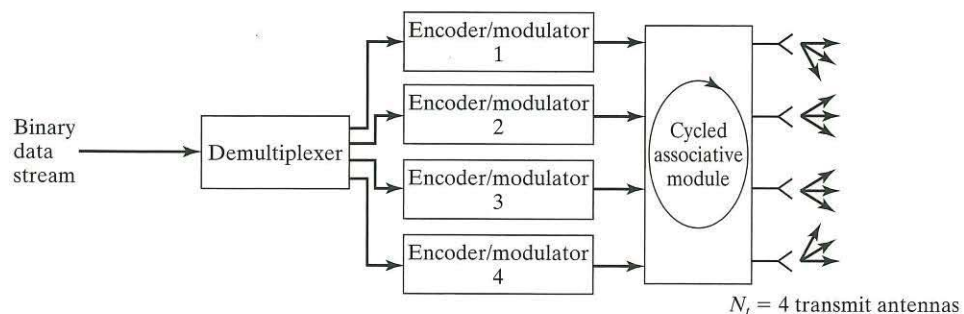 Encoder/modulator
1
Encoder/modulator
2
Binary
data
stream
Demultiplexer
Cycled
associative
module
Encoder/modulator
3
Encoder/modulator
4
N_t = 4 transmit antennas